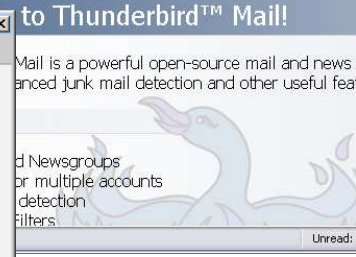 to Thunderbird™ Mail!
Mail is a powerful open-source mail and news
anced junk mail detection and other useful fea
d Newsgroups
or multiple accounts
detection
Filters
Unread: